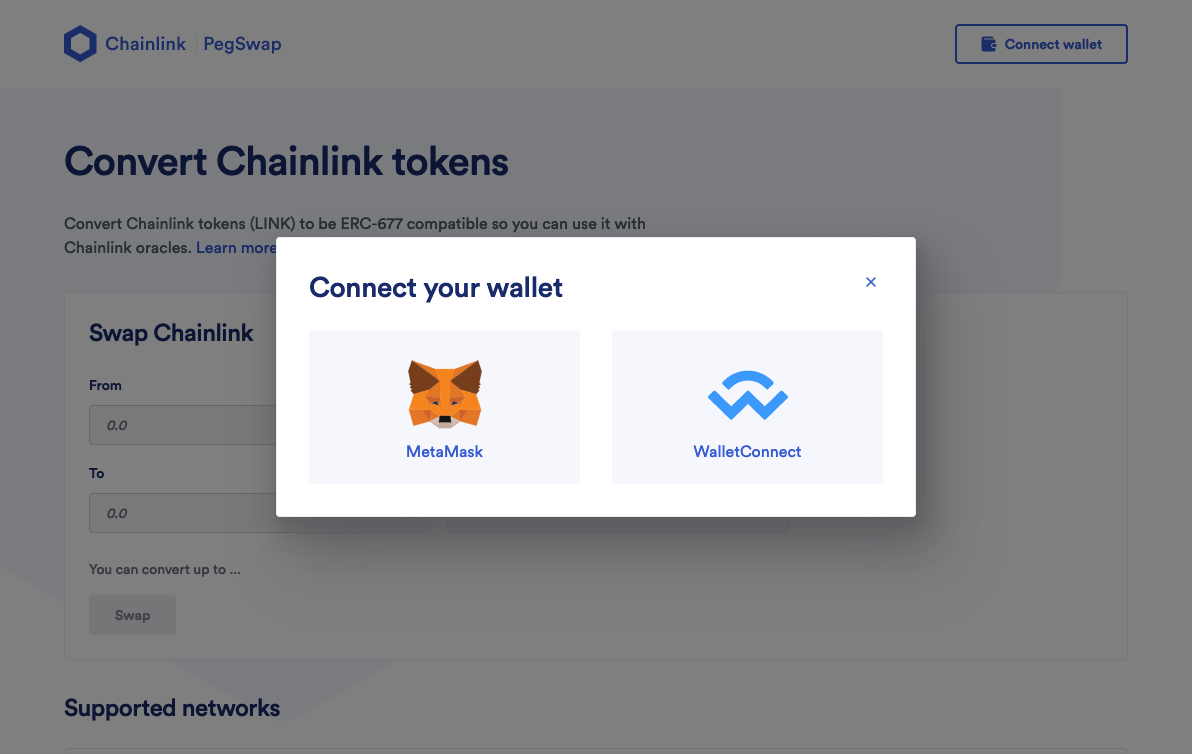 Chainlink PegSwap
Connect wallet
Convert Chainlink tokens
Convert Chainlink tokens (LINK) to be ERC-677 compatible so you can use it with
Chainlink oracles. Learn more
Connect your wallet
×
MetaMask
WalletConnect
Swap Chainlink
From
0.0
To
0.0
You can convert up to ...
Swap
Supported networks